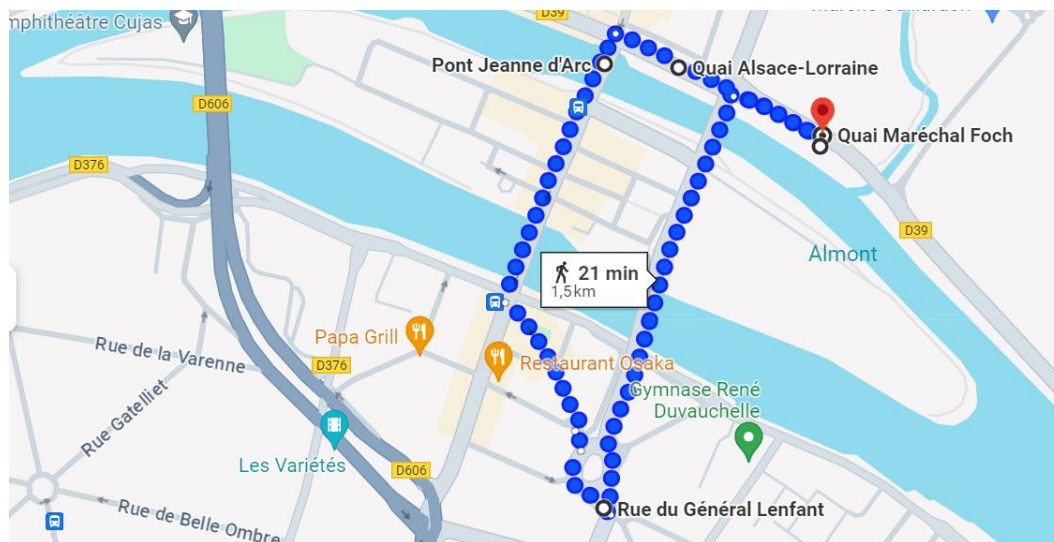 mphithéâtre Cujas
D39
Pont Jeanne d'Arc
Quai Alsace-Lorraine
D606
Quai Maréchal Foch
D376
D39
Almont
21 min
1,5 km
Papa Grill
Rue de la Varenne
D376
Restaurant Osaka
Rue Gatelliet
Gymnase René
Duvauchelle
Les Variétés
D606
Rue du Général Lenfant
Rue de Belle Ombre